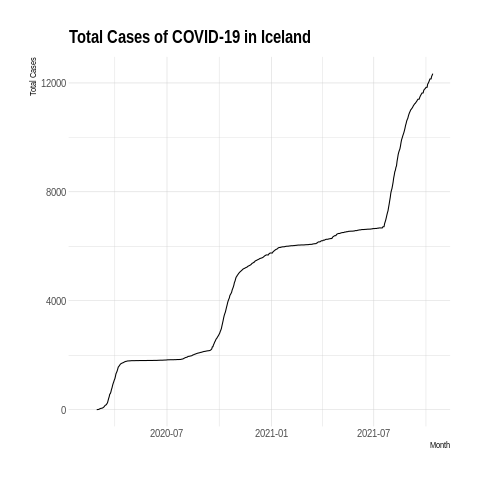 Total Cases of COVID-19 in Iceland
Total Cases
12000
8000
4000
0
2020-07
2021-01
2021-07
Month